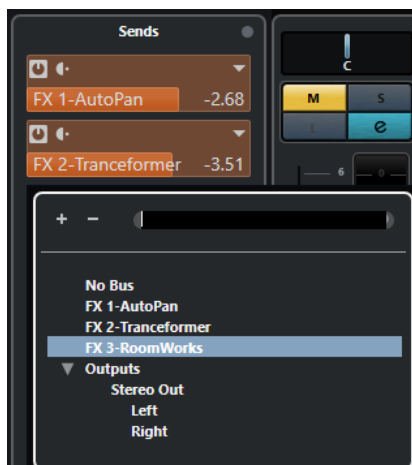 Sends
FX 1-AutoPan -2.68
FX 2-Tranceformer -3.51
C
M S
e
6 0
+ −
No Bus
FX 1-AutoPan
FX 2-Tranceformer
FX 3-RoomWorks
Outputs
Stereo Out
Left
Right